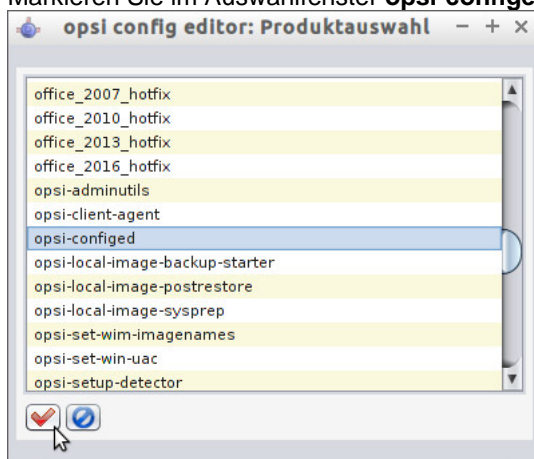 Markieren Sie im Auswahlfenster opsi-confige
opsi config editor: Produktauswahl
office_2007_hotfix
office_2010_hotfix
office_2013_hotfix
office_2016_hotfix
opsi-adminutils
opsi-client-agent
opsi-configed
opsi-local-image-backup-starter
opsi-local-image-postrestore
opsi-local-image-sysprep
opsi-set-wim-imagenames
opsi-set-win-uac
opsi-setup-detector